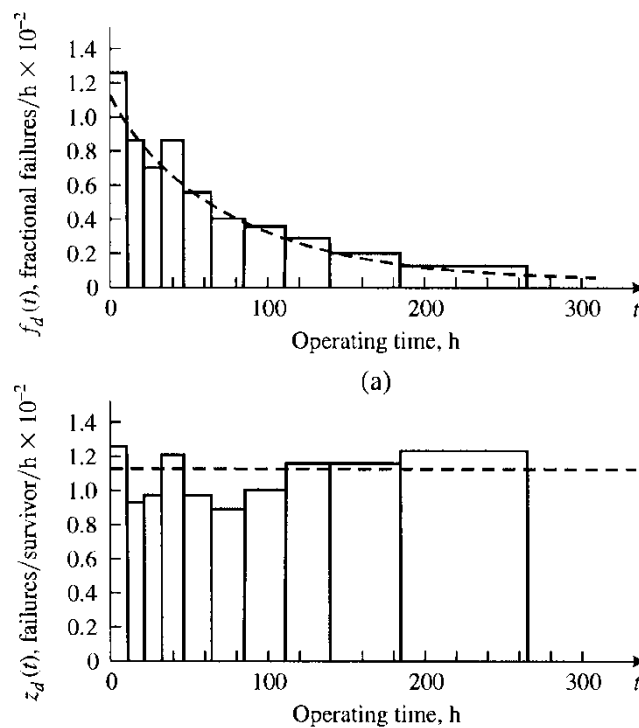 f_d(t), fractional failures/h × 10⁻²
1.4
1.2
1.0
0.8
0.6
0.4
0.2
0
0 100 200 300 t
Operating time, h
(a)
z_d(t), failures/survivor/h × 10⁻²
1.4
1.2
1.0
0.8
0.6
0.4
0.2
0
0 100 200 300 t
Operating time, h